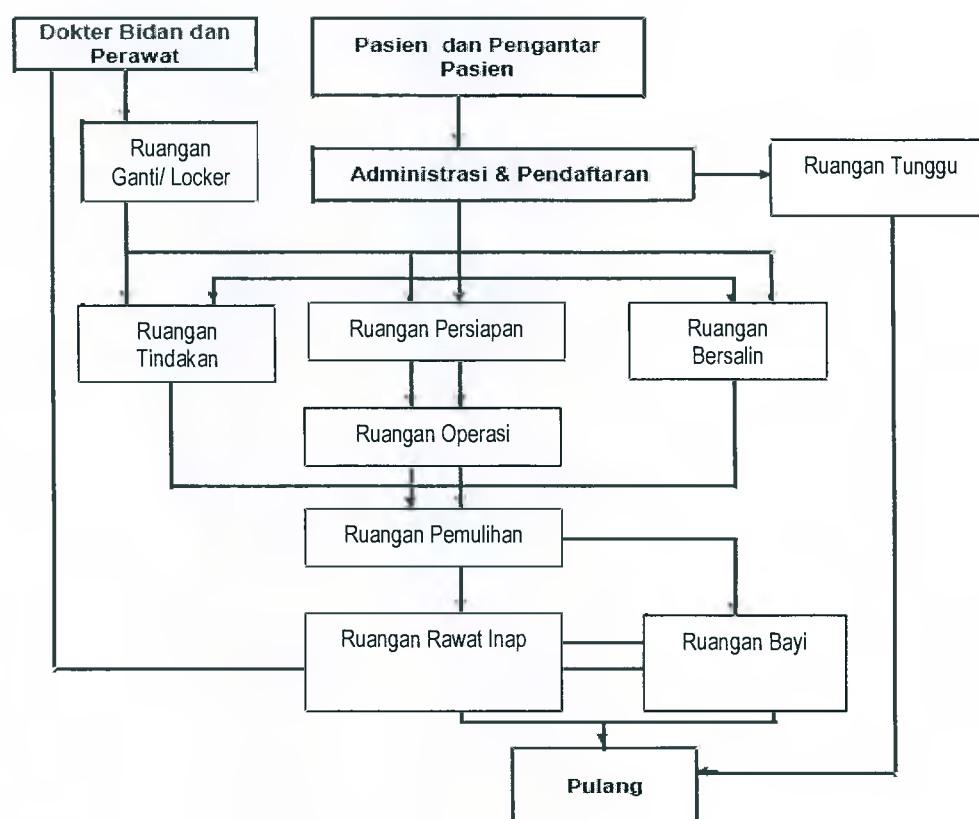 Dokter Bidan dan
Perawat
Pasien dan Pengantar
Pasien
Ruangan
Ganti/ Locker
Administrasi & Pendaftaran
Ruangan Tunggu
Ruangan
Tindakan
Ruangan Persiapan
Ruangan
Bersalin
Ruangan Operasi
Ruangan Pemulihan
Ruangan Rawat Inap
Ruangan Bayi
Pulang